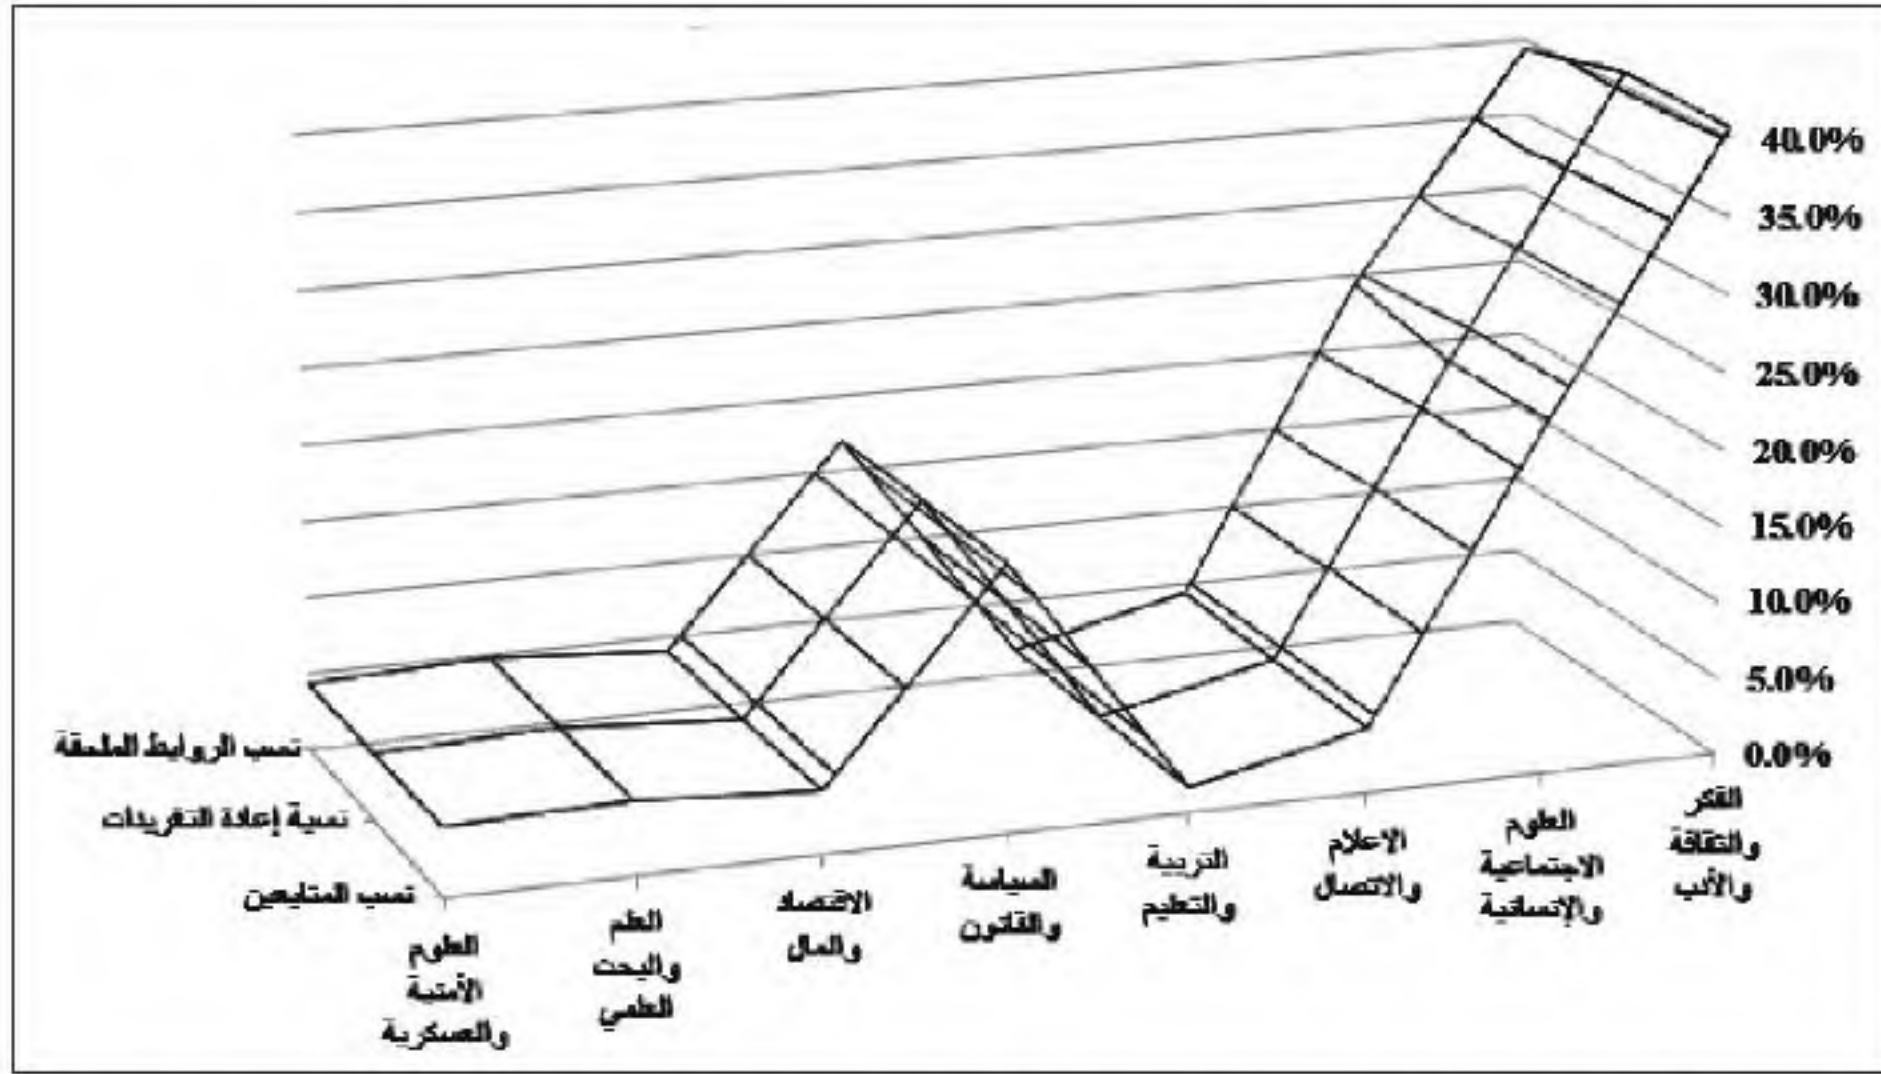 40.0%
35.0%
30.0%
25.0%
20.0%
15.0%
10.0%
5.0%
0.0%
نسب الروابط الملحقة
نسبة إعادة التغريدات
نسب المتابعين
الفكر
والثقافة
والأدب
العلوم
الاجتماعية
والإنسانية
الاعلام
والاتصال
التربية
والتعليم
السياسة
والقانون
الاقتصاد
والمال
العلم
والبحث
العلمي
العلوم
الأمنية
والعسكرية